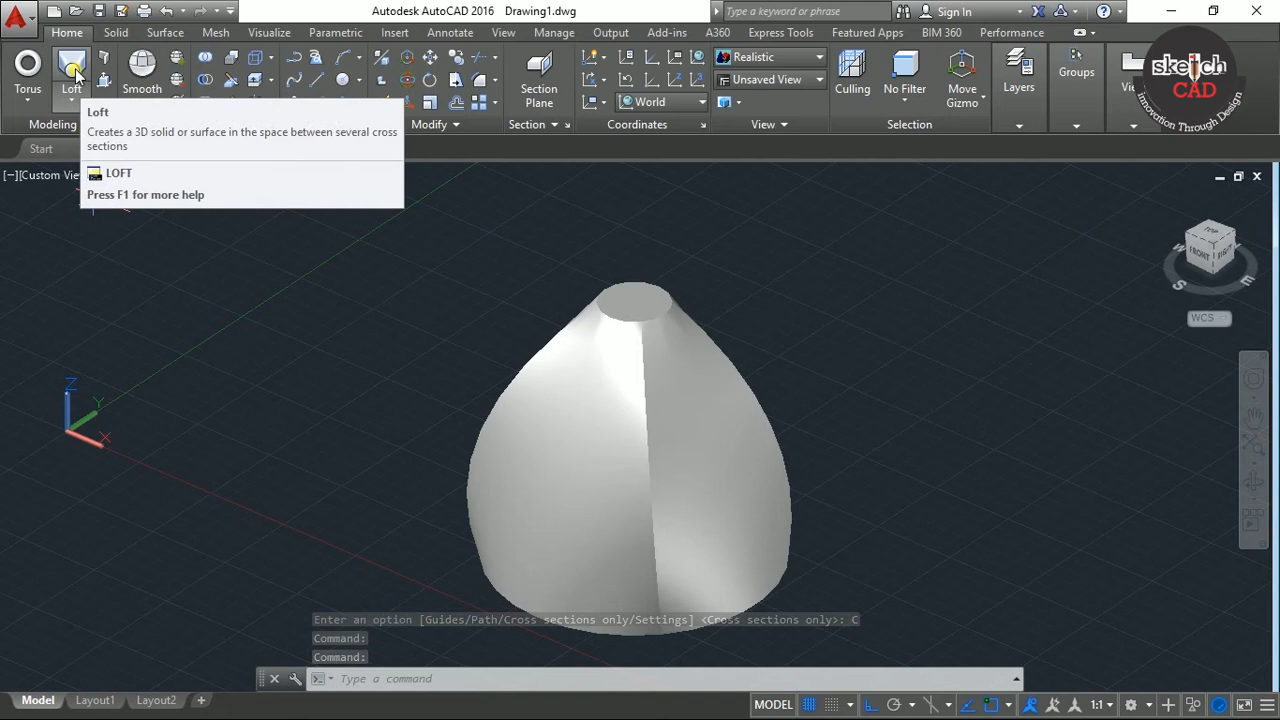 Autodesk AutoCAD 2016 Drawing1.dwg
Type a keyword or phrase
Sign In
Home Insert Solid Surface Mesh Visualize Parametric Insert Annotate View Manage Output Add-ins A360 Express Tools Featured Apps BIM 360 Performance
Torus
Loft
Smooth
Section
Plane
Realistic
Unsaved View
World
Culling
No Filter
Move
Gizmo
Layers
Groups
sketch
CAD
Innovation Through Design
Modeling
Modify
Section
Coordinates
View
Selection
Loft
Creates a 3D solid or surface in the space between several cross
sections
LOFT
Press F1 for more help
Start
[−][Custom Vie
TOP
FRONT
RIGHT
W
S
E
WCS
Z
Y
X
Enter an option [Guides/Path/Cross sections only/Settings] <Cross sections only>: C
Command:
Command:
Type a command
Model Layout1 Layout2 +
MODEL
1:1